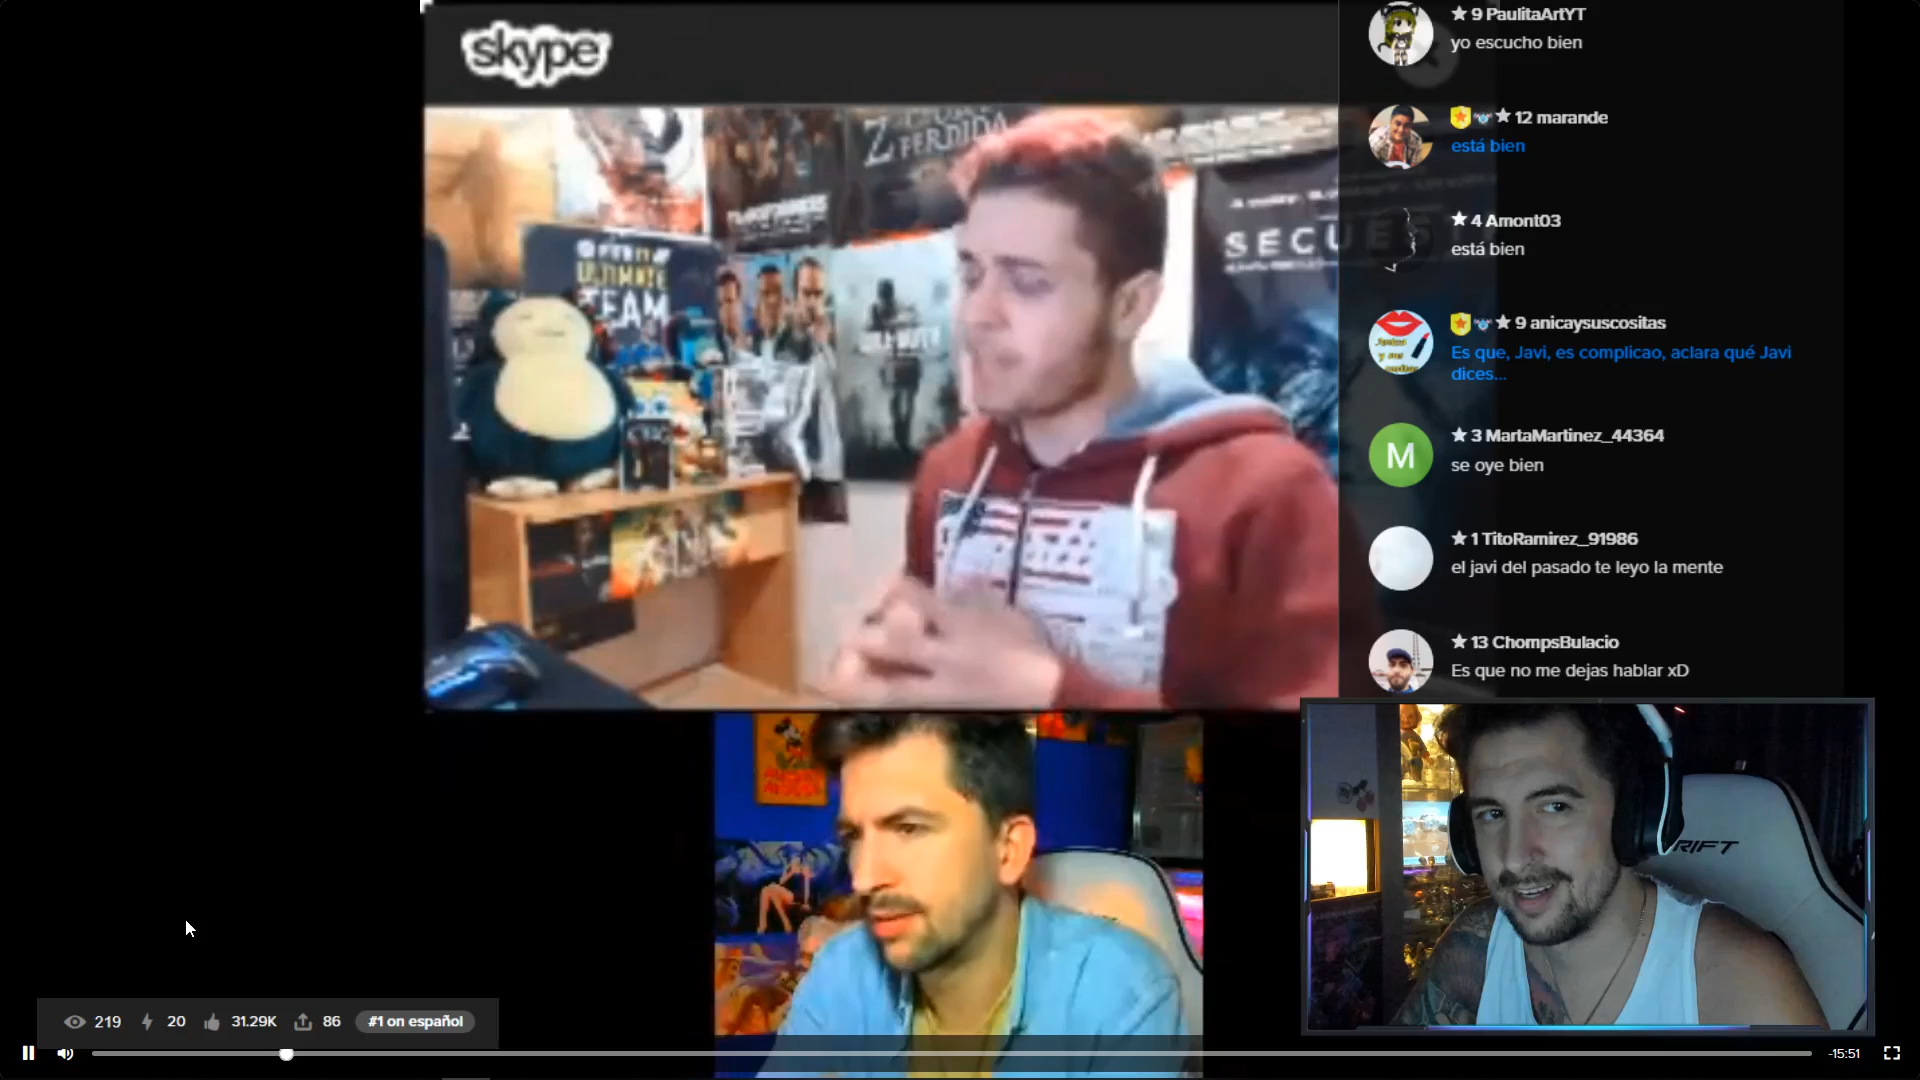 skype
Z
PERDIDA
SECUES
FIFA 17
ULTIMATE
TEAM
★ 9 PaulitaArtYT
yo escucho bien
★ 12 marande
está bien
★ 4 Amont03
está bien
★ 9 anicaysuscositas
Es que, Javi, es complicao, aclara qué Javi
dices...
M
★ 3 MartaMartinez_44364
se oye bien
★ 1 TitoRamirez_91986
el javi del pasado te leyo la mente
★ 13 ChompsBulacio
Es que no me dejas hablar xD
RIFT
219 20 31.29K 86 #1 on español
-15:51